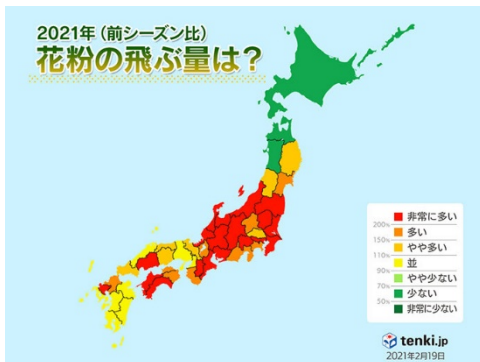 2021年（前シーズン比）
花粉の飛ぶ量は？
非常に多い
200%
多い
150%
やや多い
110%
並
90%
やや少ない
70%
少ない
50%
非常に少ない
tenki.jp
2021年2月19日